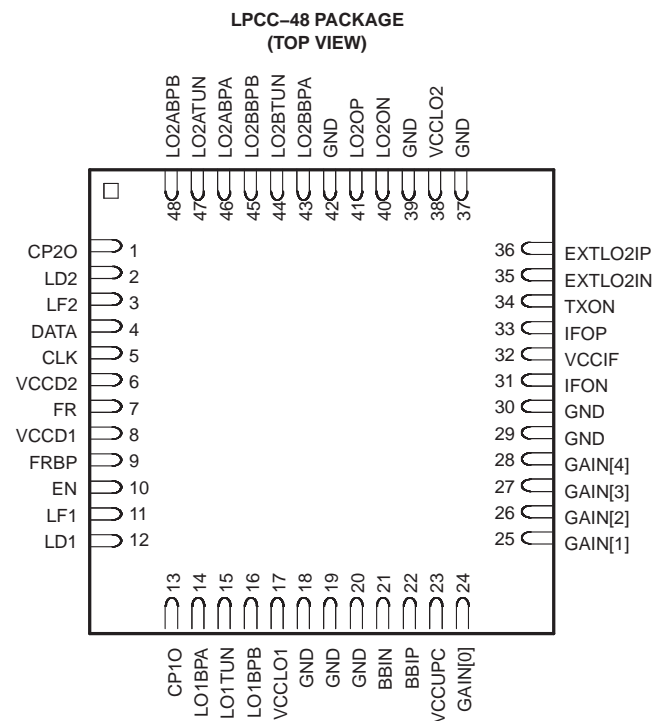 LPCC–48 PACKAGE
(TOP VIEW)
LO2ABPB
LO2ATUN
LO2ABPA
LO2BBPB
LO2BTUN
LO2BBPA
GND
LO2OP
LO2ON
GND
VCCLO2
GND
48
47
46
45
44
43
42
41
40
39
38
37
CP2O 1
LD2 2
LF2 3
DATA 4
CLK 5
VCCD2 6
FR 7
VCCD1 8
FRBP 9
EN 10
LF1 11
LD1 12
36 EXTLO2IP
35 EXTLO2IN
34 TXON
33 IFOP
32 VCCIF
31 IFON
30 GND
29 GND
28 GAIN[4]
27 GAIN[3]
26 GAIN[2]
25 GAIN[1]
13
14
15
16
17
18
19
20
21
22
23
24
CP1O
LO1BPA
LO1TUN
LO1BPB
VCCLO1
GND
GND
GND
BBIN
BBIP
VCCUPC
GAIN[0]